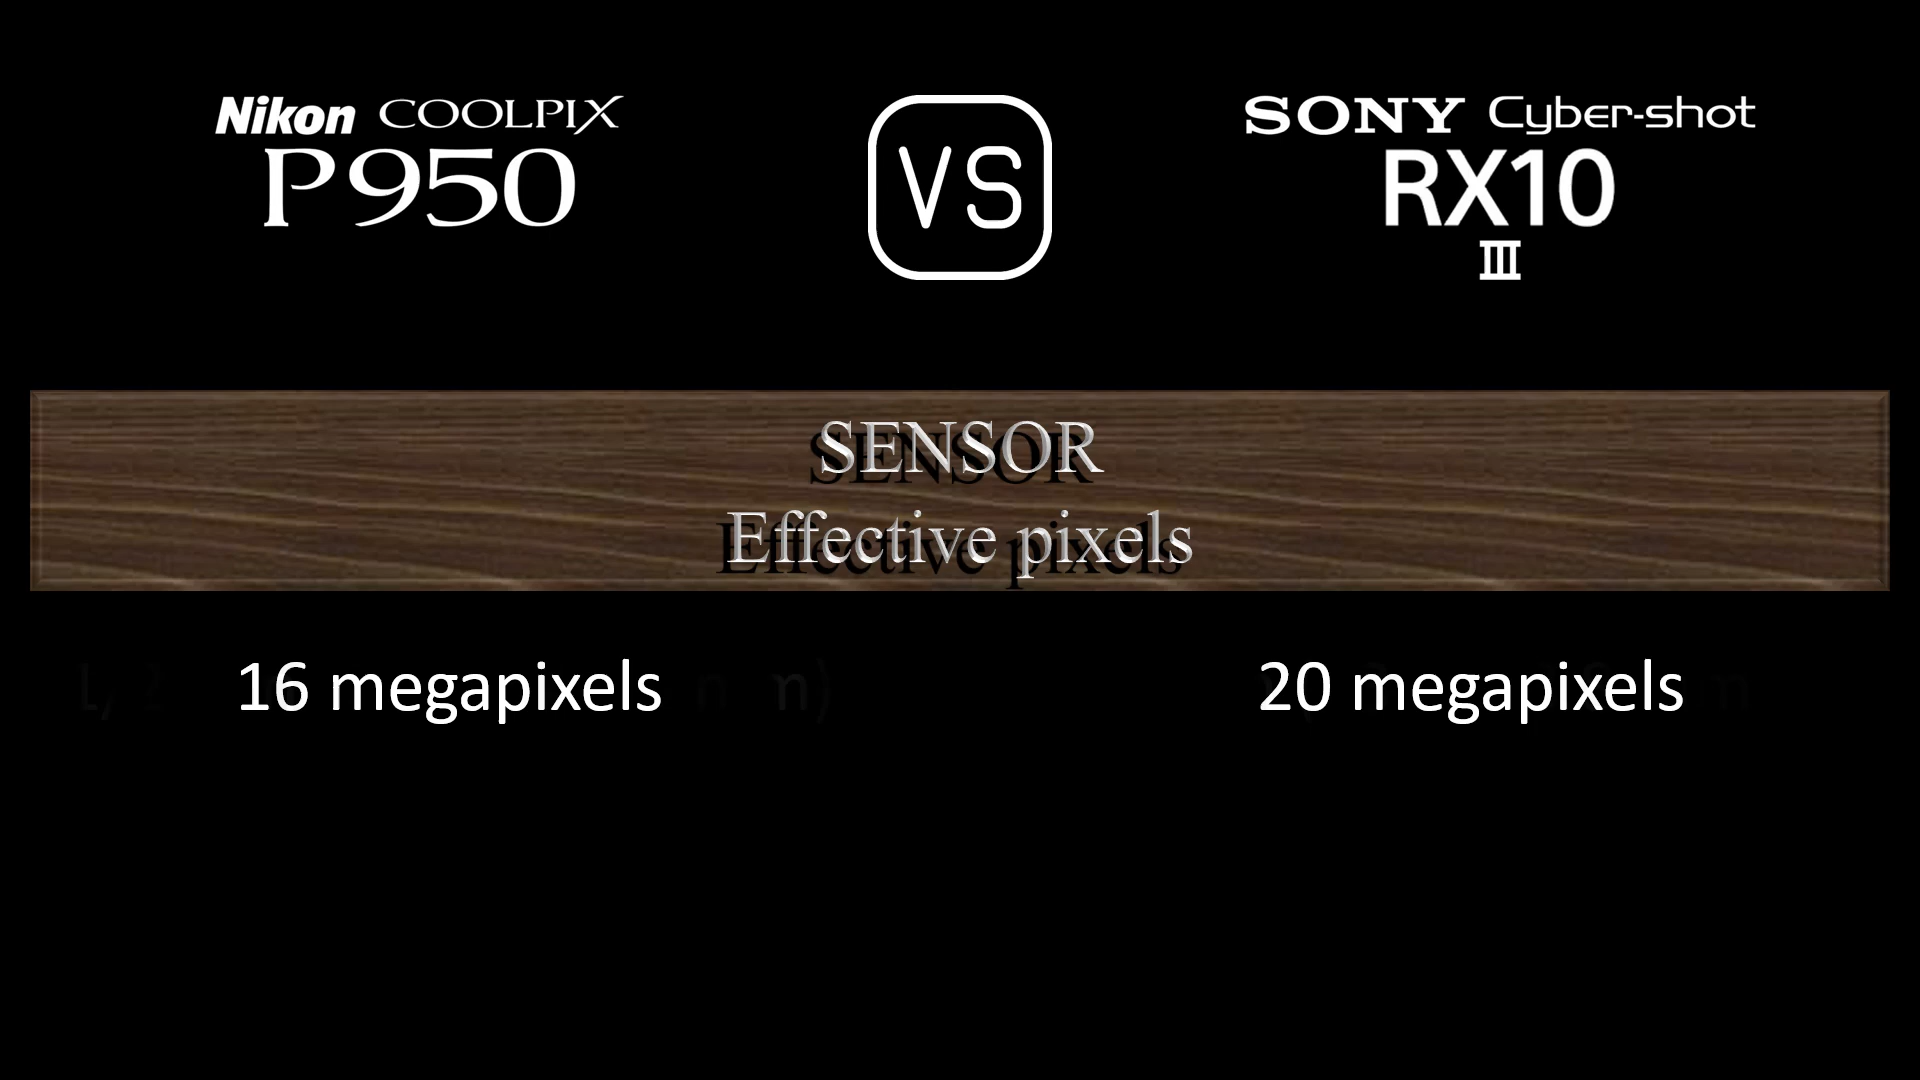 Nikon COOLPIX
P950
VS
SONY Cyber-shot
RX10
III
SENSOR
Effective pixels
16 megapixels
20 megapixels